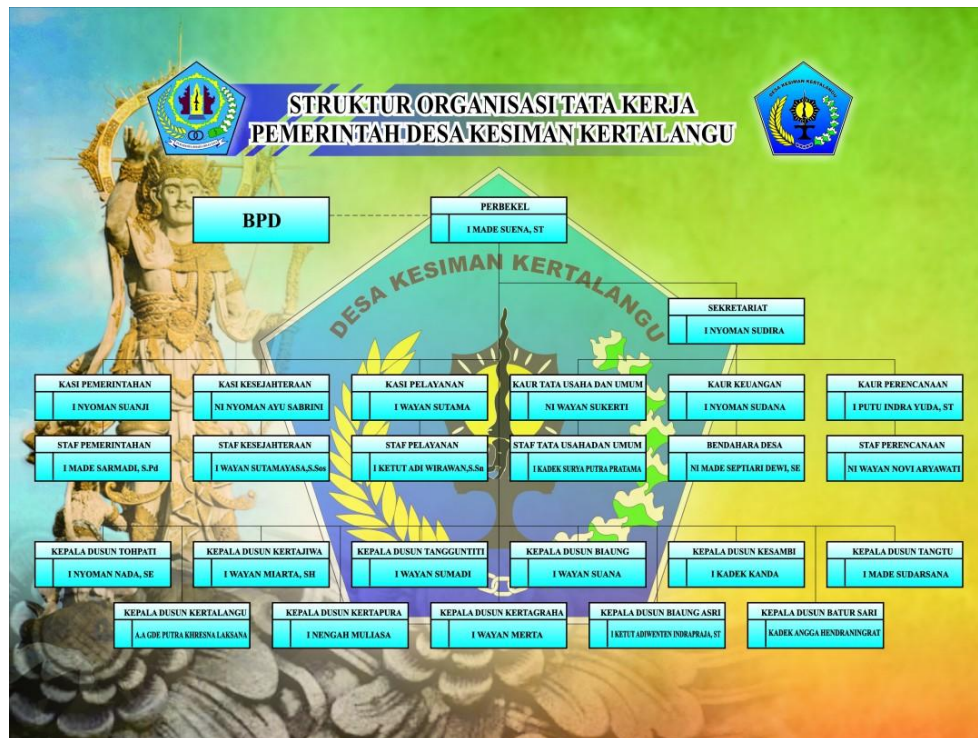 STRUKTUR ORGANISASI TATA KERJA
PEMERINTAH DESA KESIMAN KERTALANGU
DESA KESIMAN KERTALANGU
BPD
PERBEKEL
I MADE SUENA, ST
DESA KESIMAN KERTALANGU
SEKRETARIAT
I NYOMAN SUDIRA
KASI PEMERINTAHAN
I NYOMAN SUANJI
KASI KESEJAHTERAAN
NI NYOMAN AYU SABRINI
KASI PELAYANAN
I WAYAN SUTAMA
KAUR TATA USAHA DAN UMUM
NI WAYAN SUKERTI
KAUR KEUANGAN
I NYOMAN SUDANA
KAUR PERENCANAAN
I PUTU INDRA YUDA, ST
STAF PEMERINTAHAN
I MADE SARMADI, S.Pd
STAF KESEJAHTERAAN
I WAYAN SUTAMAYASA,S.Sos
STAF PELAYANAN
I KETUT ADI WIRAWAN,S.Sn
STAF TATA USAHADAN UMUM
I KADEK SURYA PUTRA PRATAMA
BENDAHARA DESA
NI MADE SEPTIARI DEWI, SE
STAF PERENCANAAN
NI WAYAN NOVI ARYAWATI
KEPALA DUSUN TOHPATI
I NYOMAN NADA, SE
KEPALA DUSUN KERTAJIWA
I WAYAN MIARTA, SH
KEPALA DUSUN TANGGUNTITI
I WAYAN SUMADI
KEPALA DUSUN BIAUNG
I WAYAN SUANA
KEPALA DUSUN KESAMBI
I KADEK KANDA
KEPALA DUSUN TANGTU
I MADE SUDARSANA
KEPALA DUSUN KERTALANGU
A.A GDE PUTRA KHRESNA LAKSANA
KEPALA DUSUN KERTAPURA
I NENGAH MULIASA
KEPALA DUSUN KERTAGRAHA
I WAYAN MERTA
KEPALA DUSUN BIAUNG ASRI
I KETUT ADIWENTEN INDRAPRAJA, ST
KEPALA DUSUN BATUR SARI
KADEK ANGGA HENDRANINGRAT